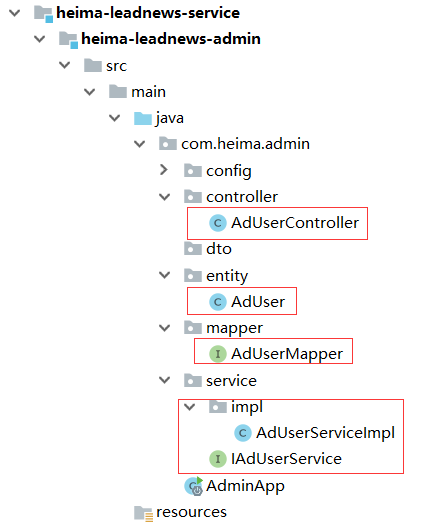 heima-leadnews-service
heima-leadnews-admin
src
main
java
com.heima.admin
config
controller
C AdUserController
dto
entity
C AdUser
mapper
I AdUserMapper
service
impl
C AdUserServiceImpl
I IAdUserService
C AdminApp
resources